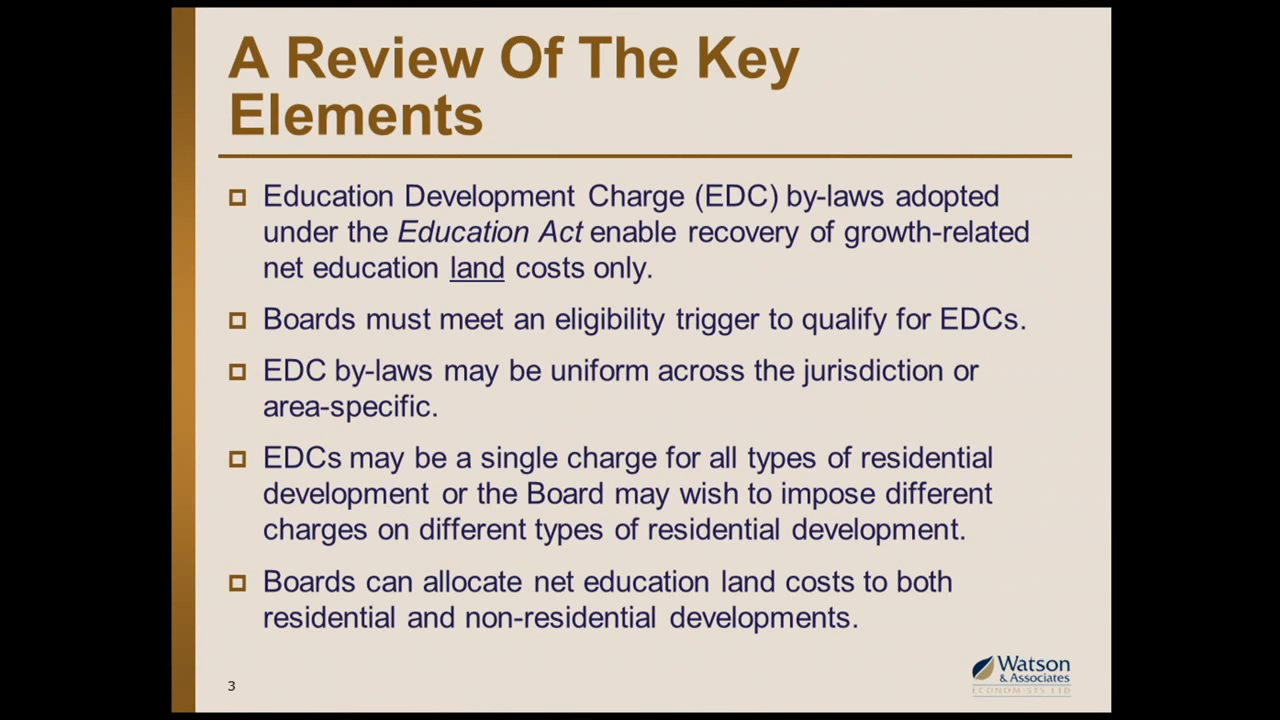 A Review Of The Key
Elements
Education Development Charge (EDC) by-laws adopted
under the Education Act enable recovery of growth-related
net education land costs only.
Boards must meet an eligibility trigger to qualify for EDCs.
EDC by-laws may be uniform across the jurisdiction or
area-specific.
EDCs may be a single charge for all types of residential
development or the Board may wish to impose different
charges on different types of residential development.
Boards can allocate net education land costs to both
residential and non-residential developments.
3
Watson
& Associates
ECONOMISTS LTD